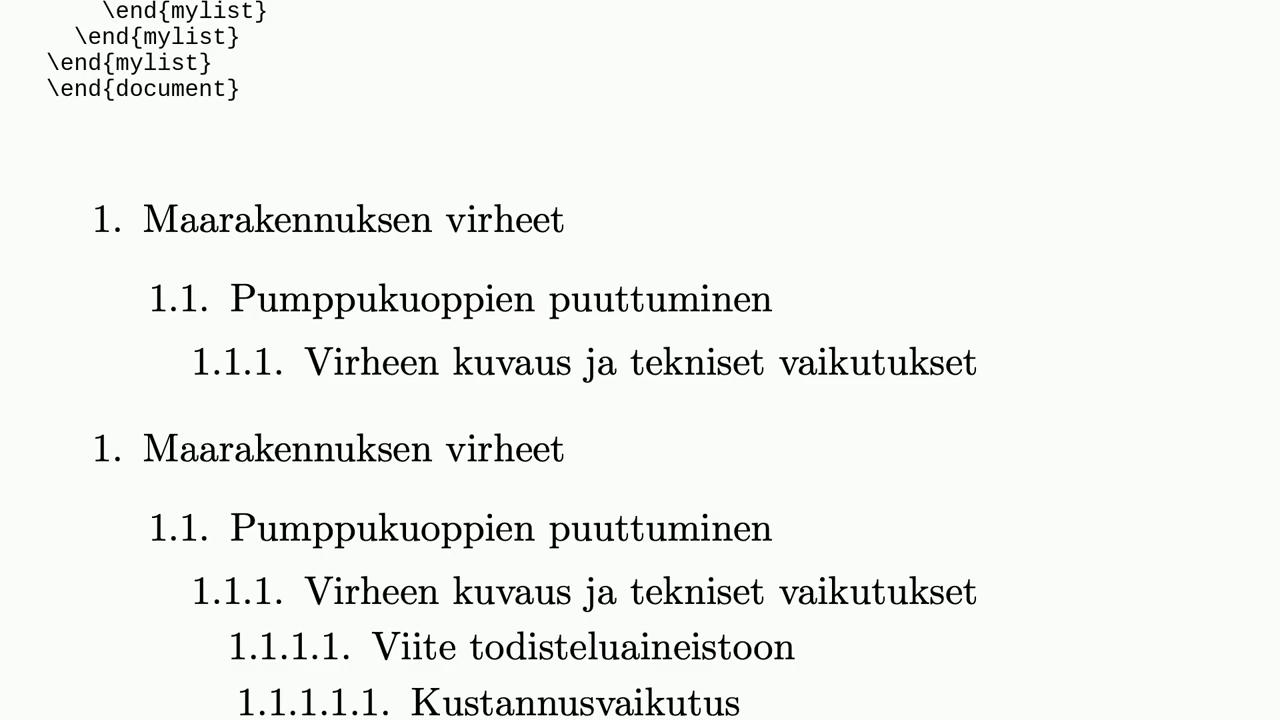 \end{mylist}
\end{mylist}
\end{mylist}
\end{document}
1. Maarakennuksen virheet
1.1. Pumppukuoppien puuttuminen
1.1.1. Virheen kuvaus ja tekniset vaikutukset
1. Maarakennuksen virheet
1.1. Pumppukuoppien puuttuminen
1.1.1. Virheen kuvaus ja tekniset vaikutukset
1.1.1.1. Viite todisteluaineistoon
1.1.1.1.1. Kustannusvaikutus